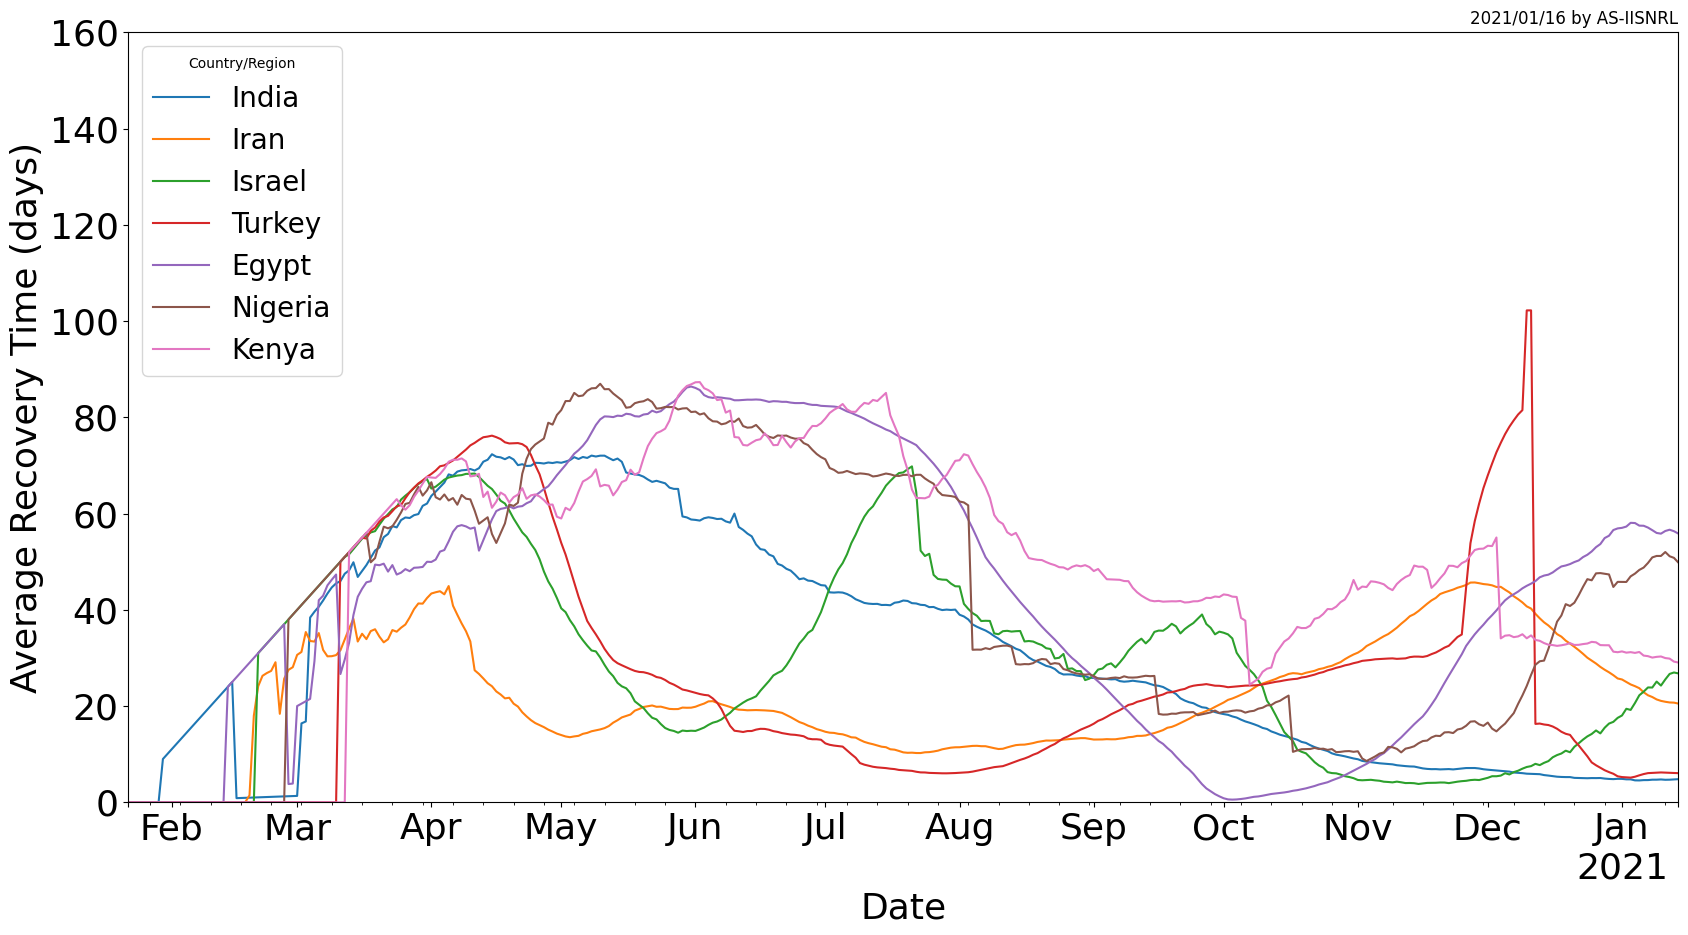 2021/01/16 by AS-IISNRL
160
140
120
100
80
60
40
20
0
Average Recovery Time (days)
Country/Region
India
Iran
Israel
Turkey
Egypt
Nigeria
Kenya
Feb Mar Apr May Jun Jul Aug Sep Oct Nov Dec Jan
2021
Date